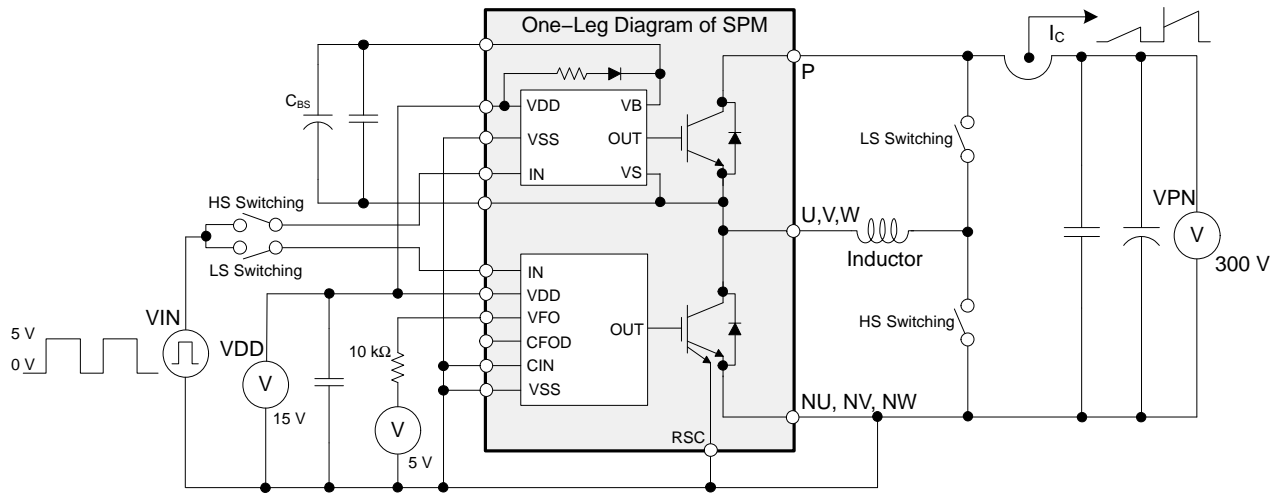 One−Leg Diagram of SPM
IC
P
CBS
VDD
VB
VSS
OUT
IN
VS
LS Switching
HS Switching
LS Switching
U,V,W
Inductor
VPN
V
300 V
IN
VDD
VFO
CFOD
CIN
VSS
OUT
HS Switching
VIN
5 V
0 V
VDD
V
15 V
10 kΩ
V
5 V
NU, NV, NW
RSC